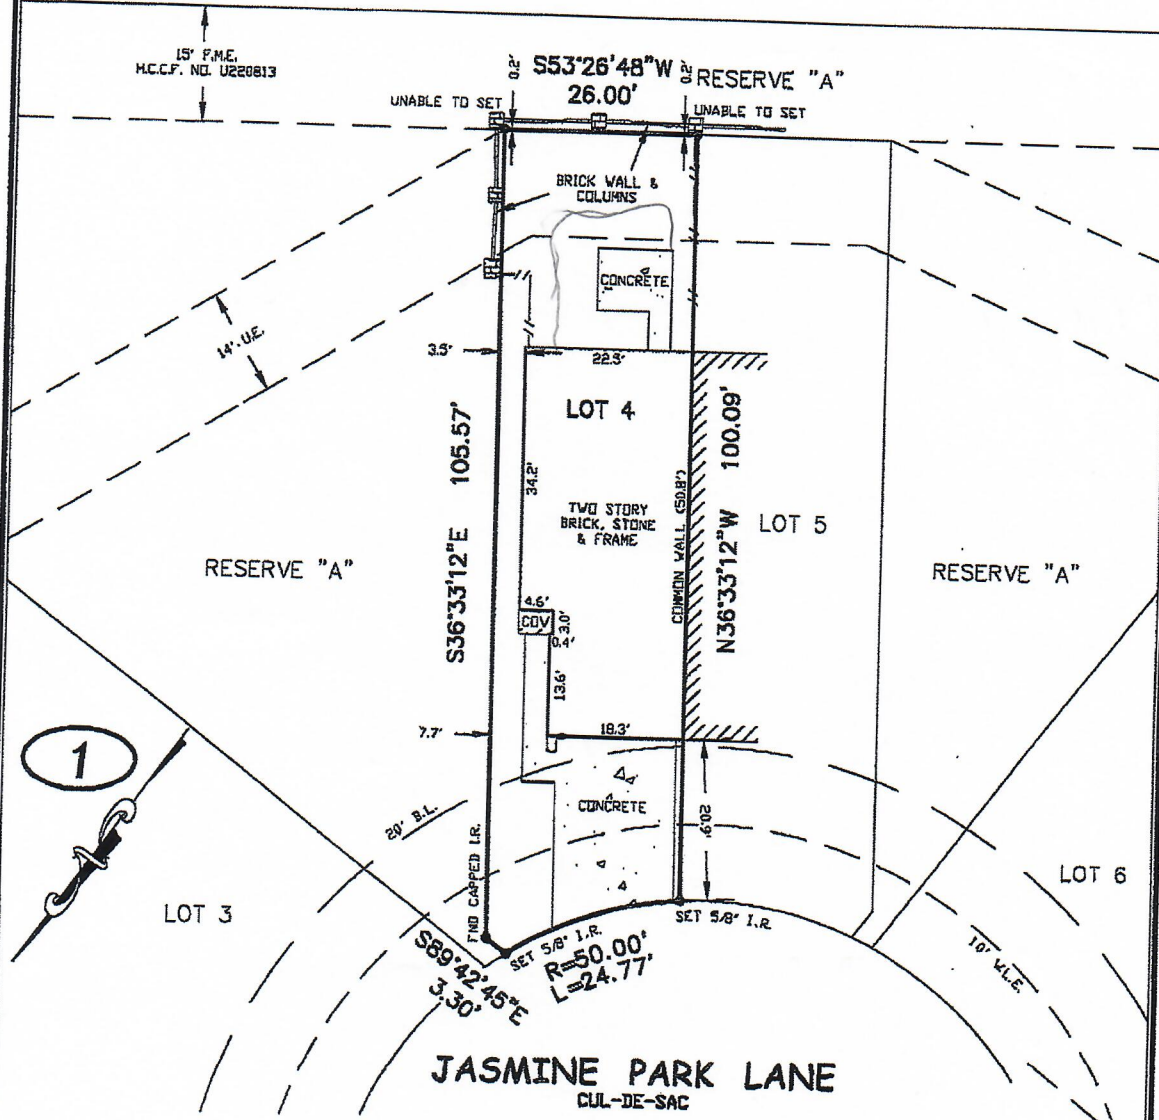 15' P.M.E.
H.C.C.F. NO. U220813
0.2'
S53°26'48"W
26.00'
0.2'
RESERVE "A"
UNABLE TO SET
UNABLE TO SET
BRICK WALL &
COLUMNS
CONCRETE
14'. U.E.
3.5'
22.3'
LOT 4
S36°33'12"E 105.57'
34.2'
TWO STORY
BRICK, STONE
& FRAME
COMMON WALL (50.8')
N36°33'12"W 100.09'
LOT 5
RESERVE "A"
RESERVE "A"
4.6'
COV
3.0'
0.4'
13.6'
7.7'
18.3'
1
N
20' B.L.
CONCRETE
20.9'
LOT 6
LOT 3
FND CAPPED I.R.
SET 5/8" I.R.
SET 5/8" I.R.
S89°42'45"E
3.30'
R=50.00'
L=24.77'
10' W.L.E.
JASMINE PARK LANE
CUL-DE-SAC